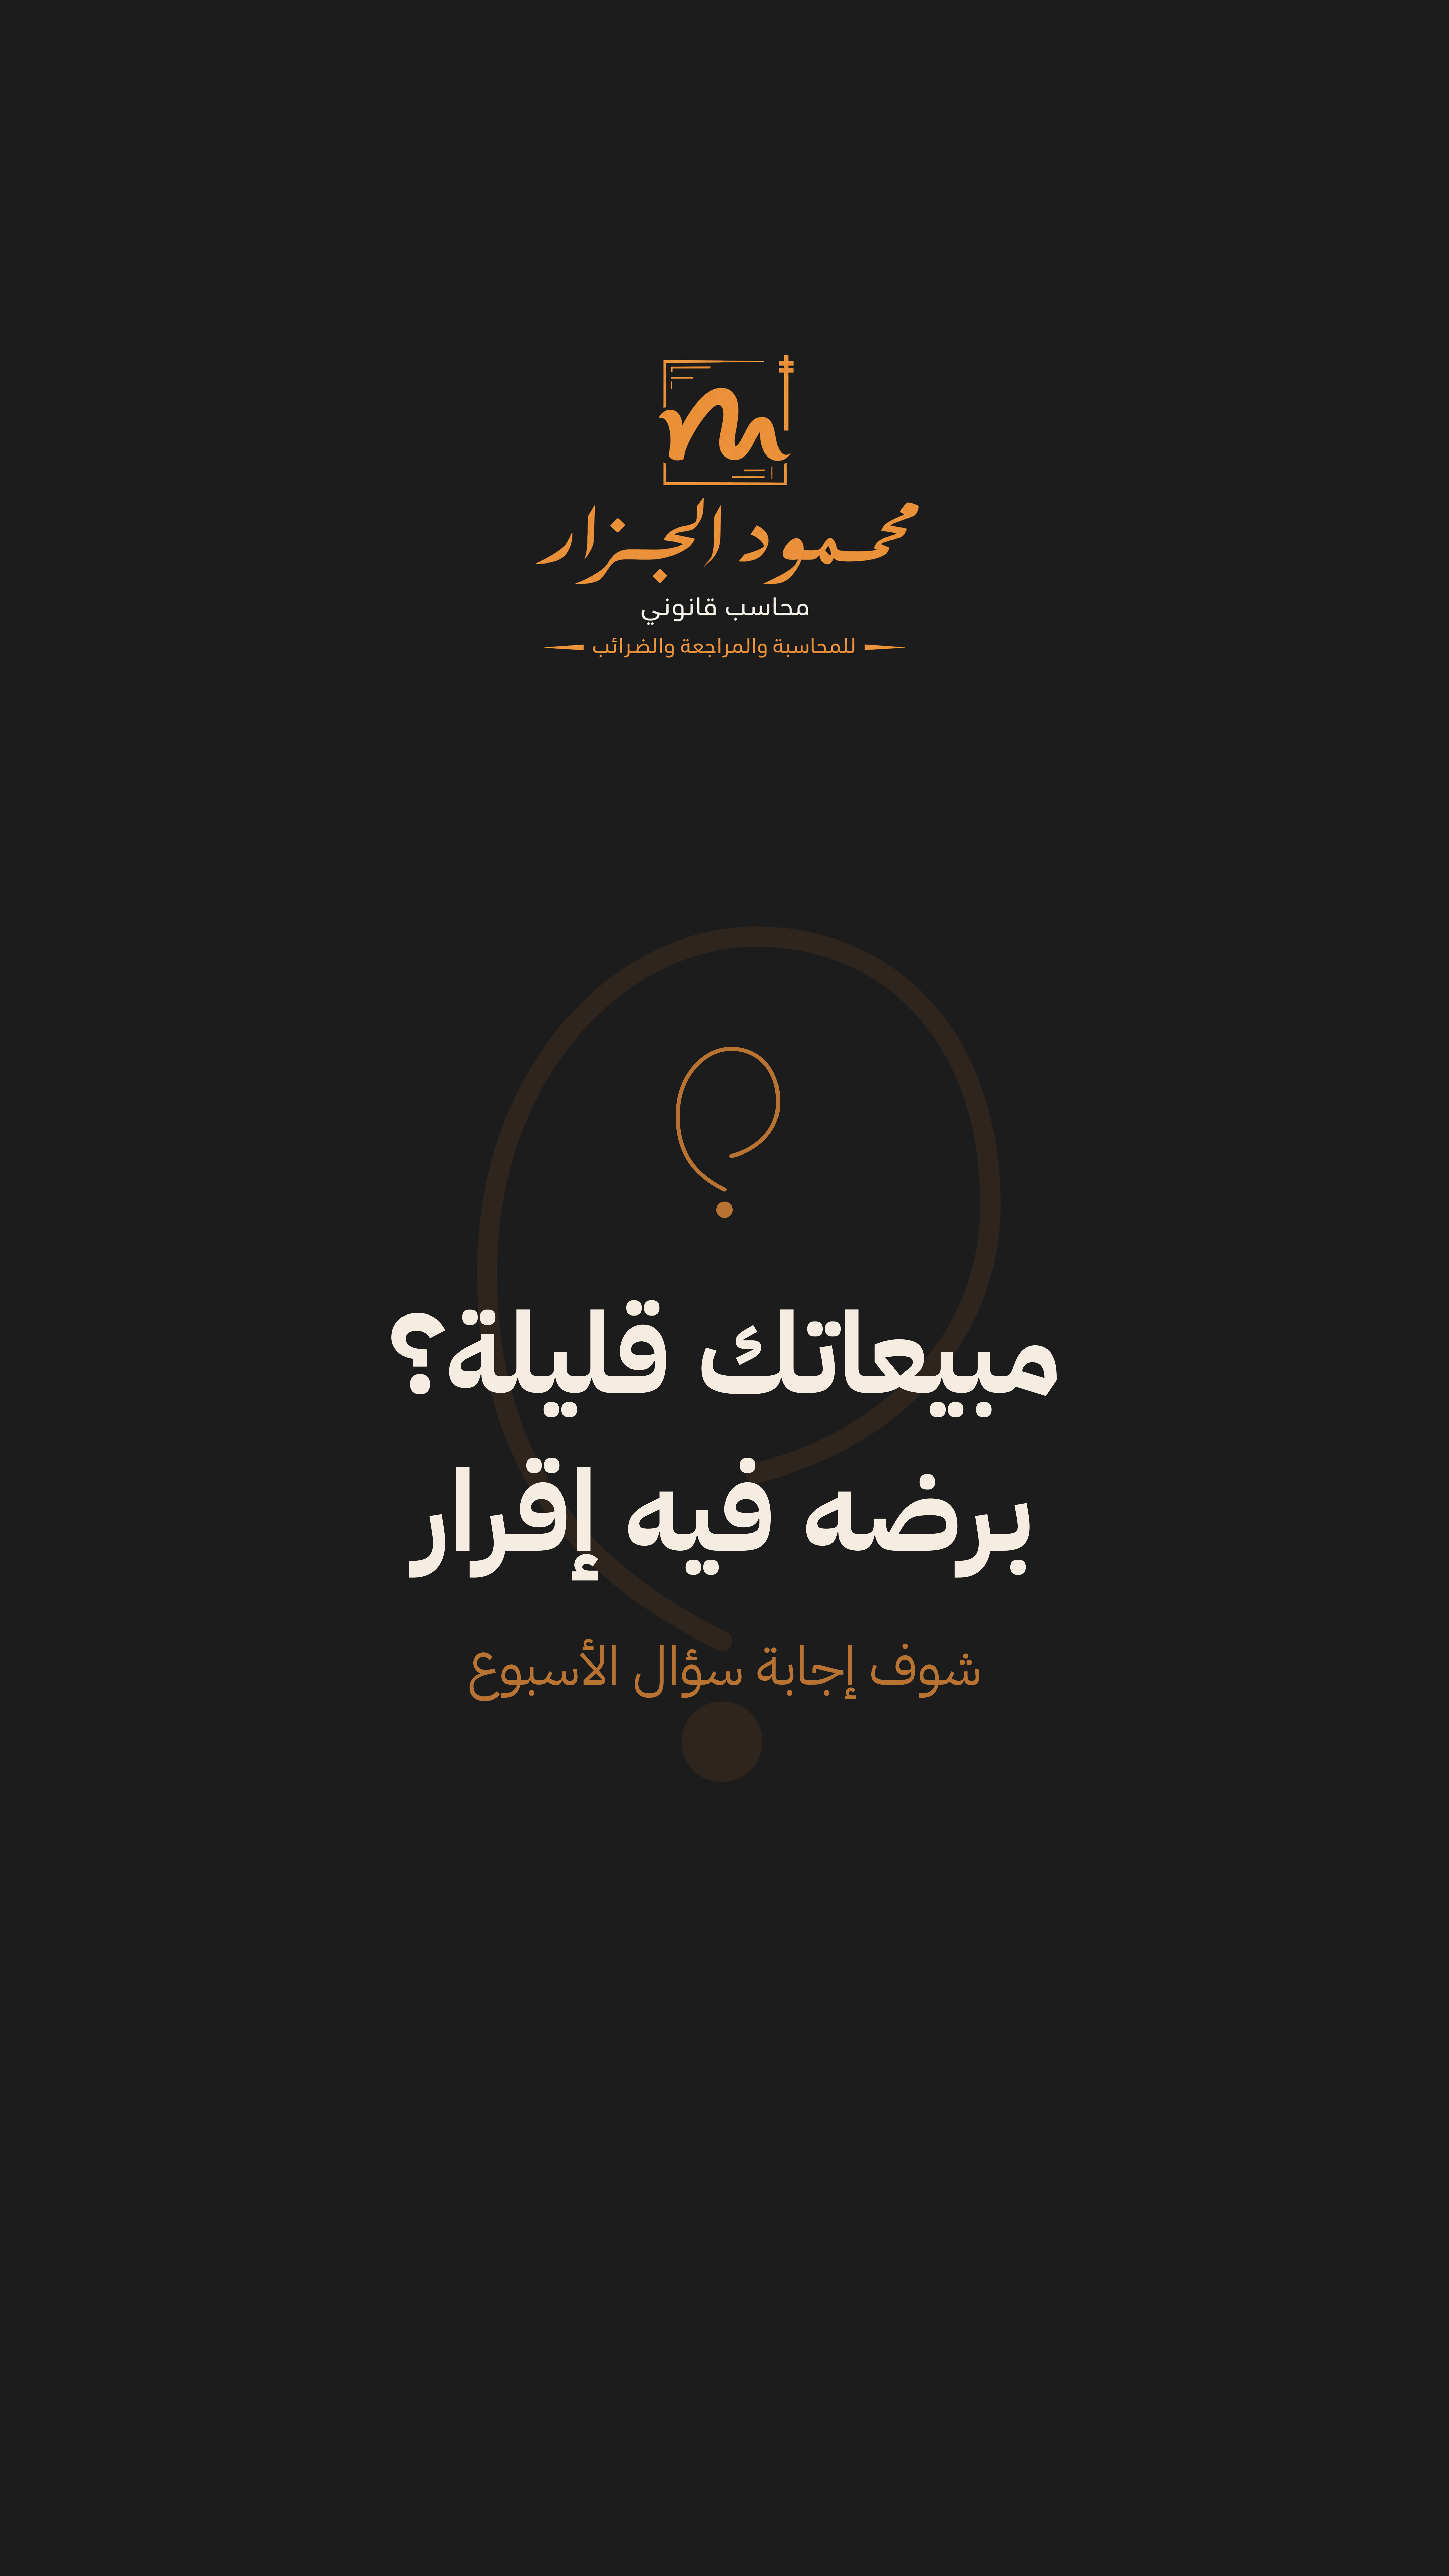 محمود الجزار
محاسب قانوني
للمحاسبة والمراجعة والضرائب
مبيعاتك قليلة؟
برضه فيه إقرار
شوف إجابة سؤال الأسبوع